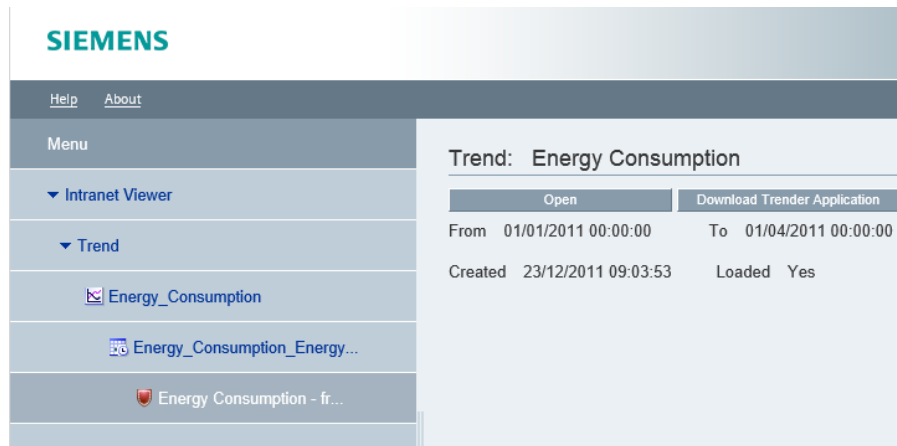 SIEMENS
Help About
Menu
Intranet Viewer
Trend
Energy_Consumption
Energy_Consumption_Energy...
Energy Consumption - fr...
Trend: Energy Consumption
Open Download Trender Application
From 01/01/2011 00:00:00 To 01/04/2011 00:00:00
Created 23/12/2011 09:03:53 Loaded Yes